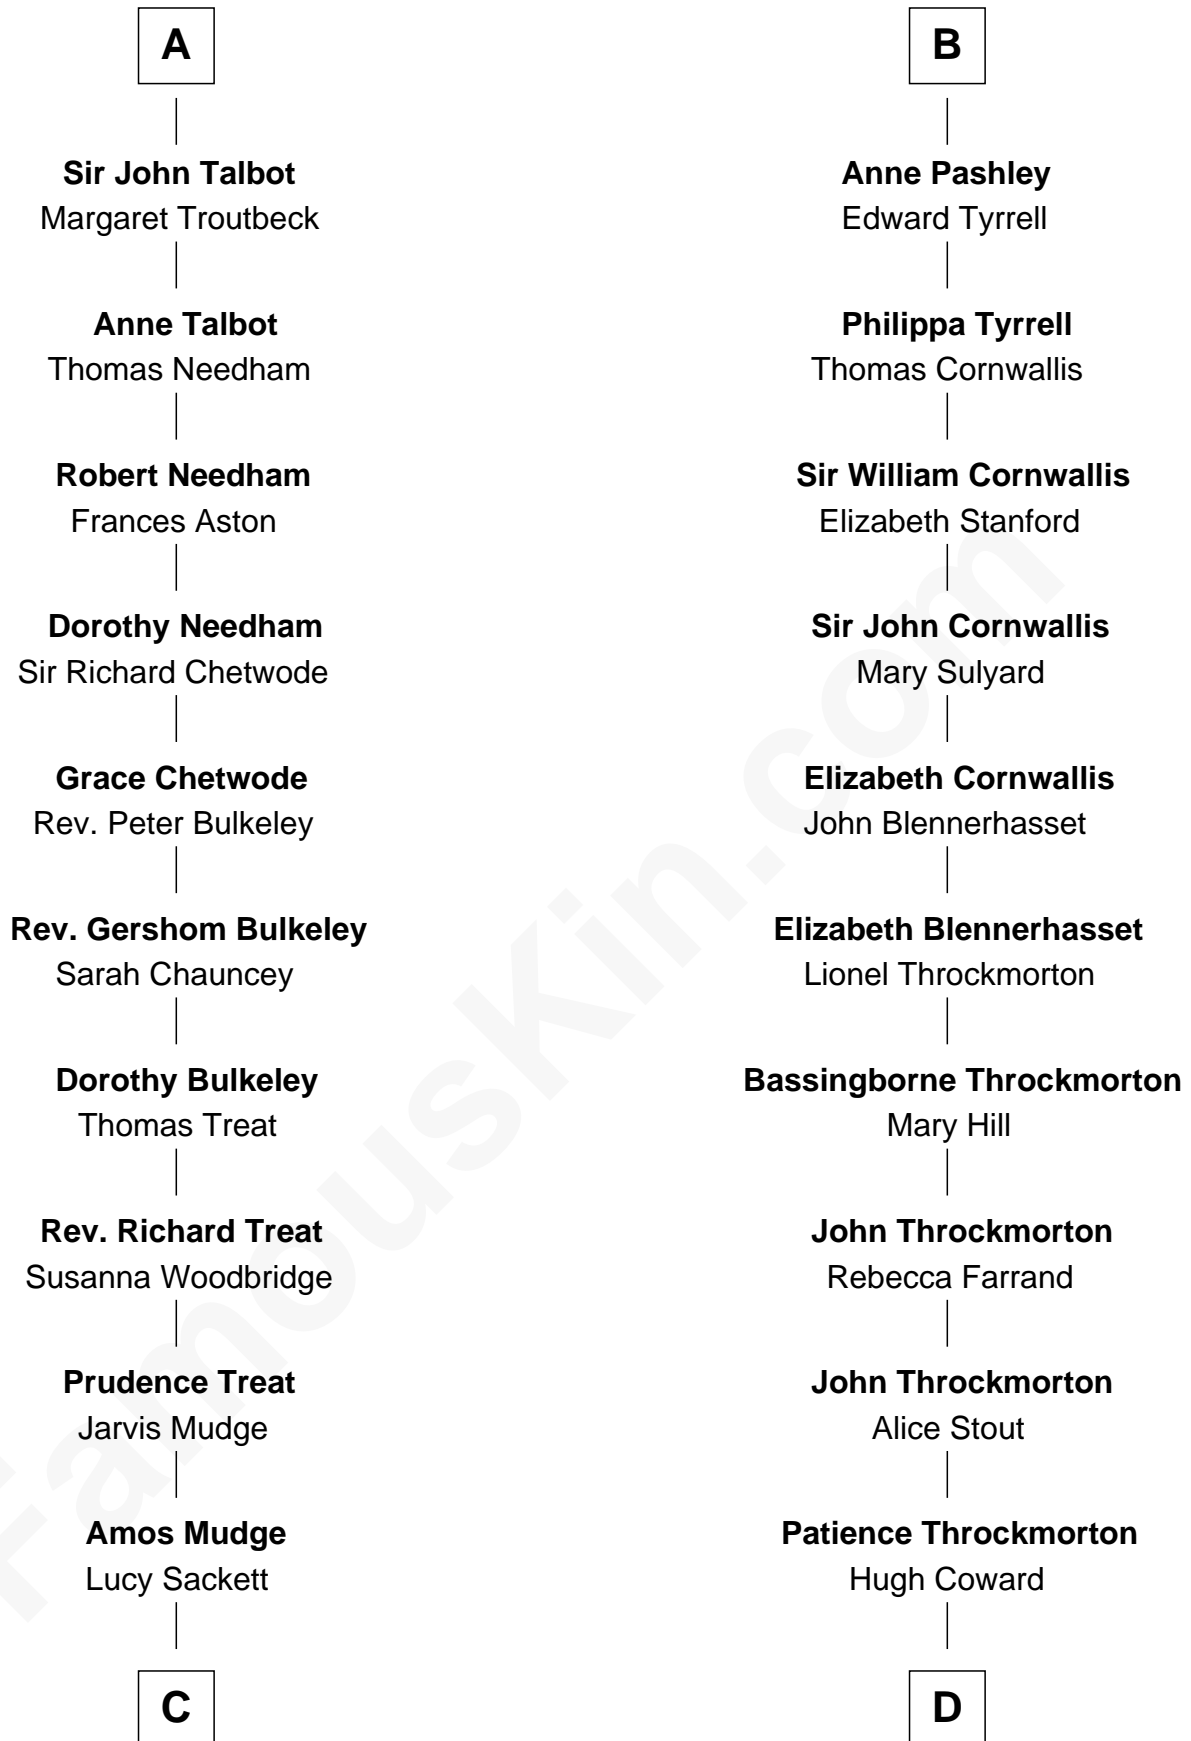 A
Sir John Talbot
Margaret Troutbeck
Anne Talbot
Thomas Needham
Robert Needham
Frances Aston
Dorothy Needham
Sir Richard Chetwode
Grace Chetwode
Rev. Peter Bulkeley
Rev. Gershom Bulkeley
Sarah Chauncey
Dorothy Bulkeley
Thomas Treat
Rev. Richard Treat
Susanna Woodbridge
Prudence Treat
Jarvis Mudge
Amos Mudge
Lucy Sackett
C
B
Anne Pashley
Edward Tyrrell
Philippa Tyrrell
Thomas Cornwallis
Sir William Cornwallis
Elizabeth Stanford
Sir John Cornwallis
Mary Sulyard
Elizabeth Cornwallis
John Blennerhasset
Elizabeth Blennerhasset
Lionel Throckmorton
Bassingborne Throckmorton
Mary Hill
John Throckmorton
Rebecca Farrand
John Throckmorton
Alice Stout
Patience Throckmorton
Hugh Coward
D
FamousKin.com